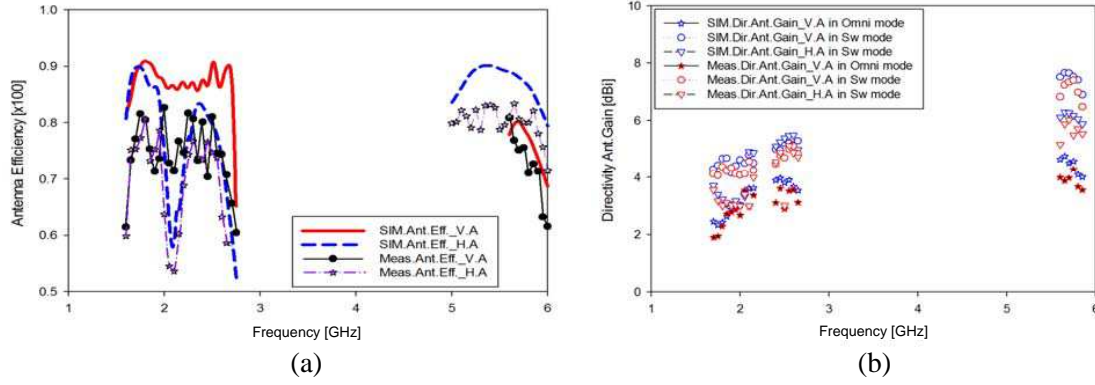 Antenna Efficiency [x100]
1.0
0.9
0.8
0.7
0.6
0.5
SIM.Ant.Eff._V.A
SIM.Ant.Eff._H.A
Meas.Ant.Eff._V.A
Meas.Ant.Eff._H.A
1 2 3 4 5 6
Frequency [GHz]
(a)
Directivity Ant.Gain [dBi]
10
8
6
4
2
0
SIM.Dir.Ant.Gain_V.A in Omni mode
SIM.Dir.Ant.Gain_V.A in Sw mode
SIM.Dir.Ant.Gain_H.A in Sw mode
Meas.Dir.Ant.Gain_V.A in Omni mode
Meas.Dir.Ant.Gain_V.A in Sw mode
Meas.Dir.Ant.Gain_H.A in Sw mode
1 2 3 4 5 6
Frequency [GHz]
(b)